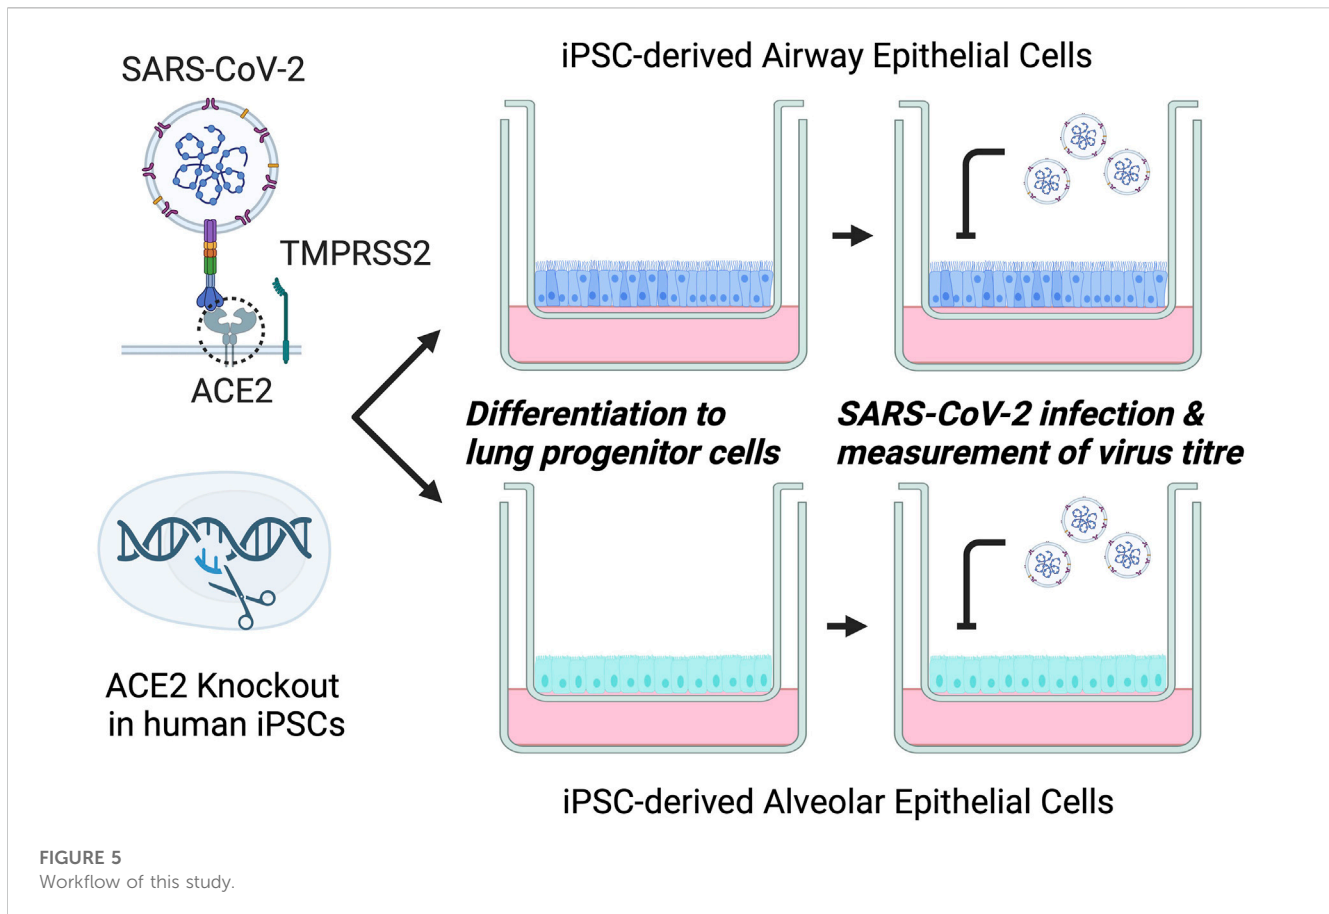 SARS-CoV-2
TMPRSS2
ACE2
ACE2 Knockout
in human iPSCs
iPSC-derived Airway Epithelial Cells
Differentiation to
lung progenitor cells
SARS-CoV-2 infection &
measurement of virus titre
iPSC-derived Alveolar Epithelial Cells
FIGURE 5
Workflow of this study.